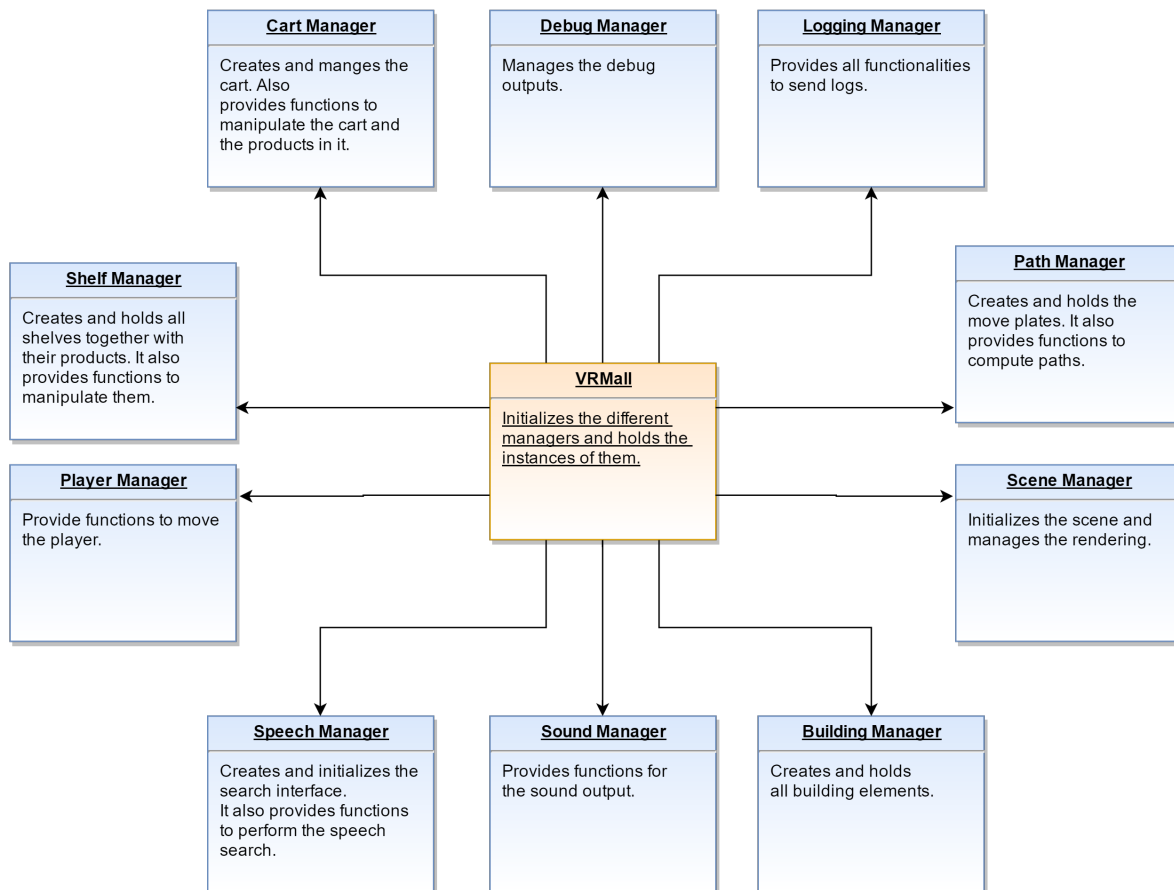 Cart Manager
Creates and manges the
cart. Also
provides functions to
manipulate the cart and
the products in it.
Debug Manager
Manages the debug
outputs.
Logging Manager
Provides all functionalities
to send logs.
Shelf Manager
Creates and holds all
shelves together with
their products. It also
provides functions to
manipulate them.
Path Manager
Creates and holds the
move plates. It also
provides functions to
compute paths.
VRMall
Initializes the different
managers and holds the
instances of them.
Player Manager
Provide functions to move
the player.
Scene Manager
Initializes the scene and
manages the rendering.
Speech Manager
Creates and initializes the
search interface.
It also provides functions
to perform the speech
search.
Sound Manager
Provides functions for
the sound output.
Building Manager
Creates and holds
all building elements.